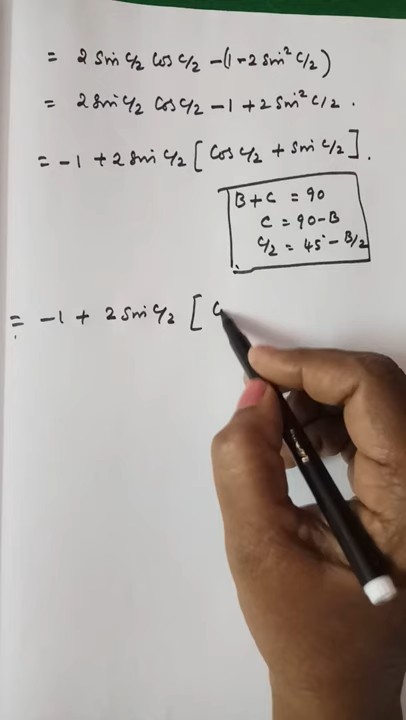 = 2 sin C/2 cos C/2 - (1-2 sin² C/2)
= 2 sin C/2 cos C/2 - 1 + 2 sin² C/2.
= -1 + 2 sin C/2 [cos C/2 + sin C/2].
B + C = 90
C = 90 - B
C/2 = 45° - B/2
= -1 + 2 sin C/2 [ C